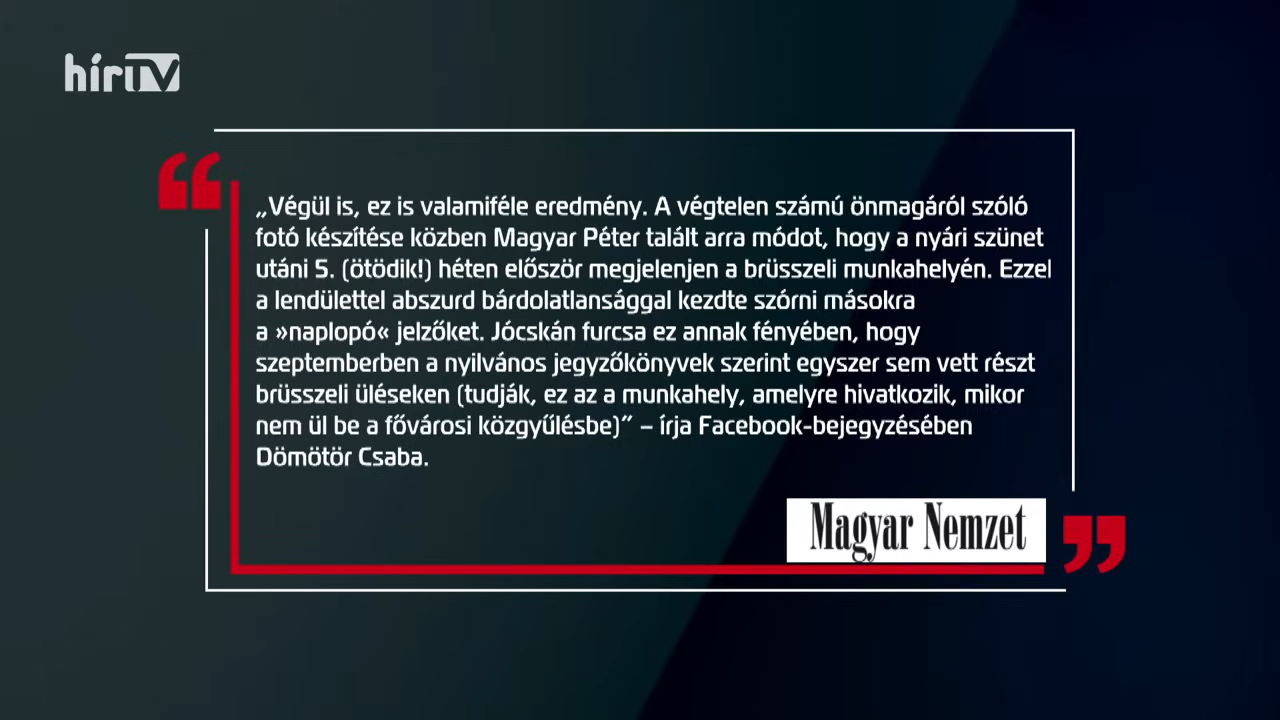 hírTV
„Végül is, ez is valamiféle eredmény. A végtelen számú önmagáról szóló
fotó készítése közben Magyar Péter talált arra módot, hogy a nyári szünet
utáni 5. (ötödik!) héten először megjelenjen a brüsszeli munkahelyén. Ezzel
a lendülettel abszurd bárdolatlansággal kezdte szórni másokra
a »naplopó« jelzőket. Jócskán furcsa ez annak fényében, hogy
szeptemberben a nyilvános jegyzőkönyvek szerint egyszer sem vett részt
brüsszeli üléseken (tudják, ez az a munkahely, amelyre hivatkozik, mikor
nem ül be a fővárosi közgyűlésbe)” – írja Facebook-bejegyzésében
Dömötör Csaba.
Magyar Nemzet